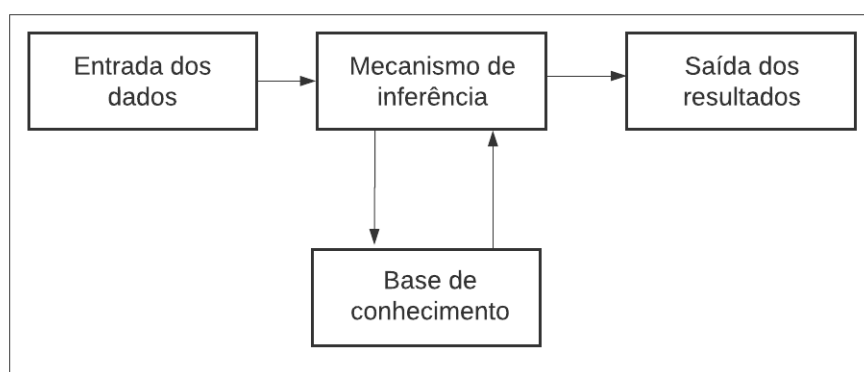 Entrada dos
dados
Mecanismo de
inferência
Saída dos
resultados
Base de
conhecimento